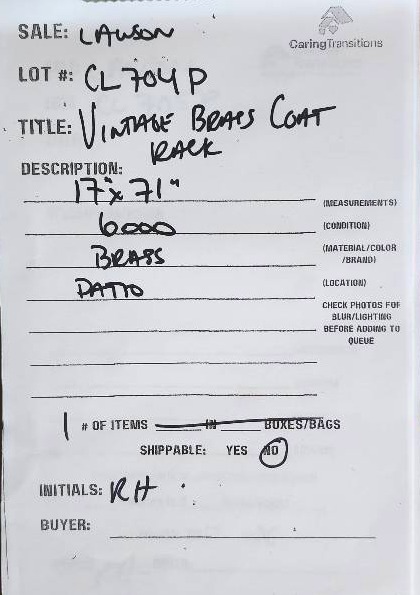 SALE: LAWSON
CaringTransitions
LOT #: CL704P
TITLE: VINTAGE BRASS COAT
RACK
DESCRIPTION:
17" x 71"
(MEASUREMENTS)
GOOD
(CONDITION)
BRASS
(MATERIAL/COLOR
/BRAND)
PATIO
(LOCATION)
CHECK PHOTOS FOR
BLUR/LIGHTING
BEFORE ADDING TO
QUEUE
1 # OF ITEMS IN BOXES/BAGS
SHIPPABLE: YES NO
INITIALS: RH
BUYER: